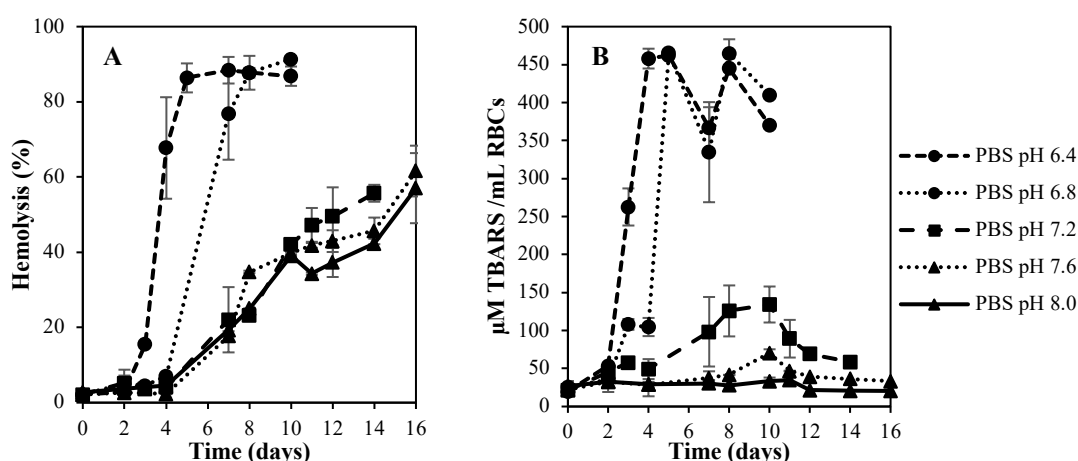 A
Hemolysis (%)
100
80
60
40
20
0
0 2 4 6 8 10 12 14 16
Time (days)
B
µM TBARS /mL RBCs
500
450
400
350
300
250
200
150
100
50
0
0 2 4 6 8 10 12 14 16
Time (days)
PBS pH 6.4
PBS pH 6.8
PBS pH 7.2
PBS pH 7.6
PBS pH 8.0